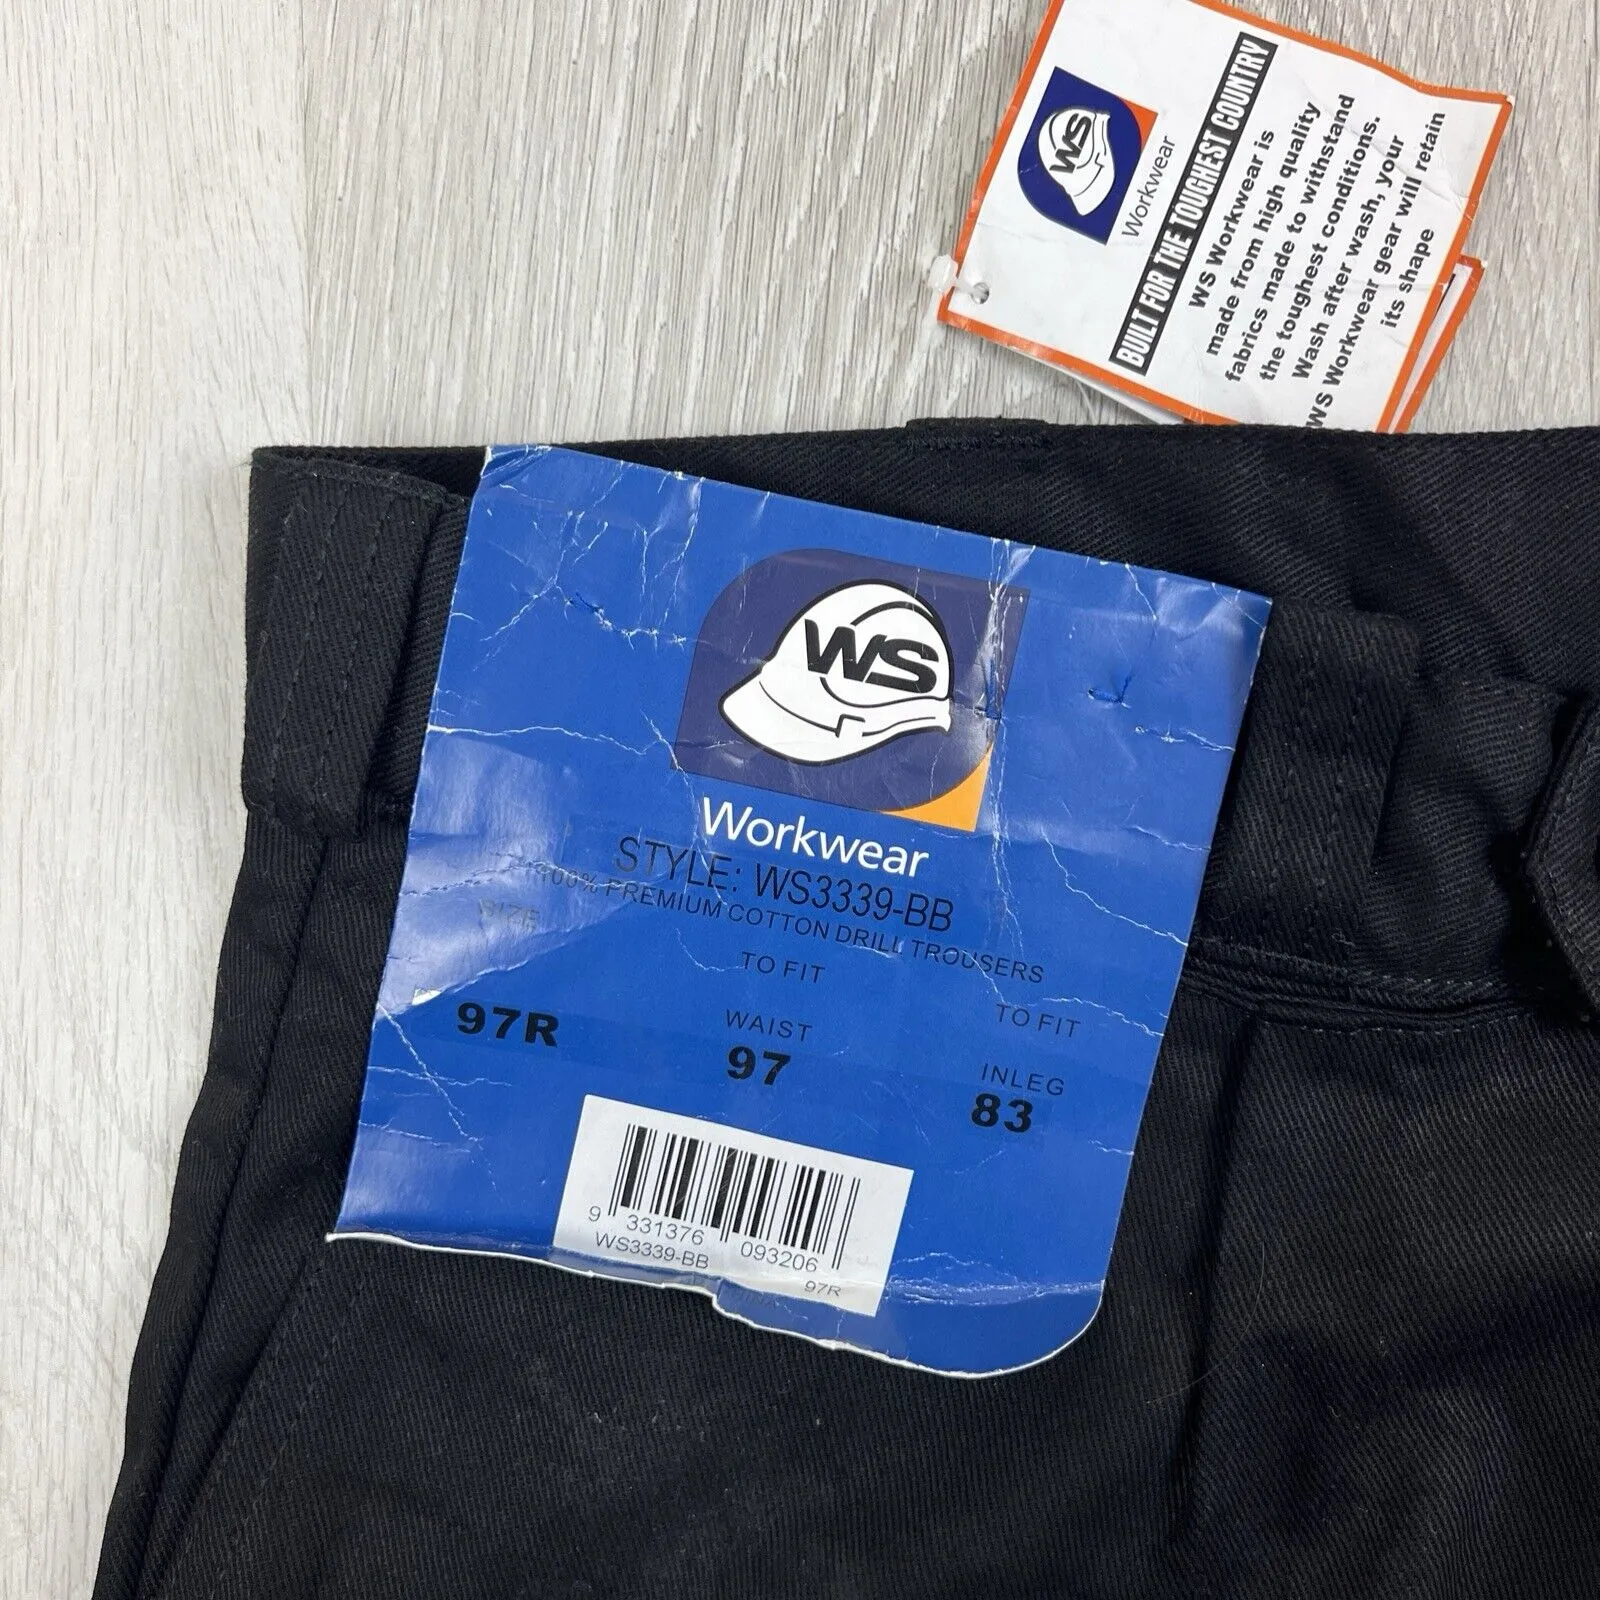 WS
Workwear
BUILT FOR THE TOUGHEST COUNTRY
WS Workwear is
made from high quality
fabrics made to withstand
the toughest conditions.
Wash after wash, your
WS Workwear gear will retain
its shape
WS
Workwear
STYLE: WS3339-BB
100% PREMIUM COTTON DRILL TROUSERS
SIZE
97R
TO FIT
WAIST
97
TO FIT
INLEG
83
9 331376 093206
WS3339-BB 97R